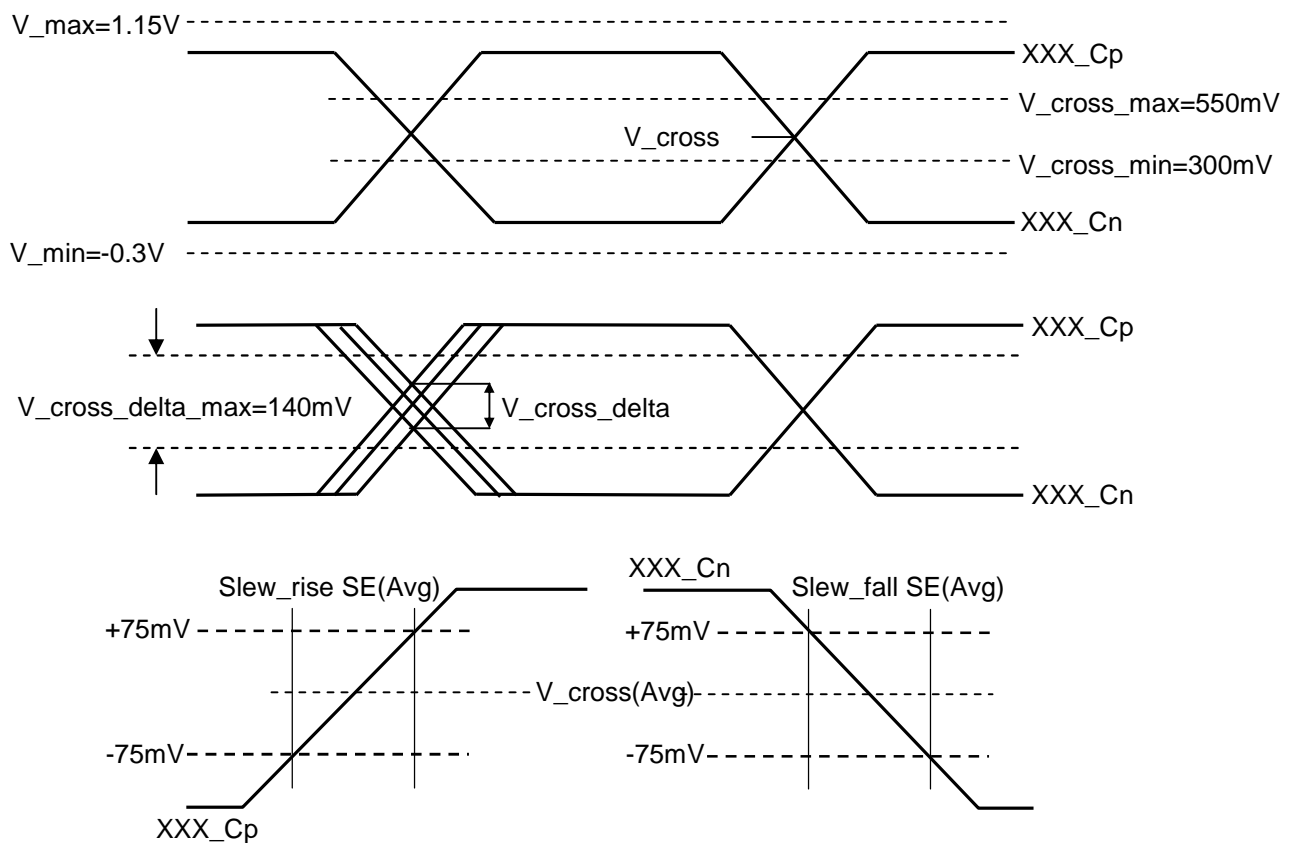 V_max=1.15V
XXX_Cp
V_cross_max=550mV
V_cross
V_cross_min=300mV
XXX_Cn
V_min=-0.3V
XXX_Cp
V_cross_delta_max=140mV
V_cross_delta
XXX_Cn
Slew_rise SE(Avg)
XXX_Cn
Slew_fall SE(Avg)
+75mV
+75mV
V_cross(Avg)
-75mV
-75mV
XXX_Cp